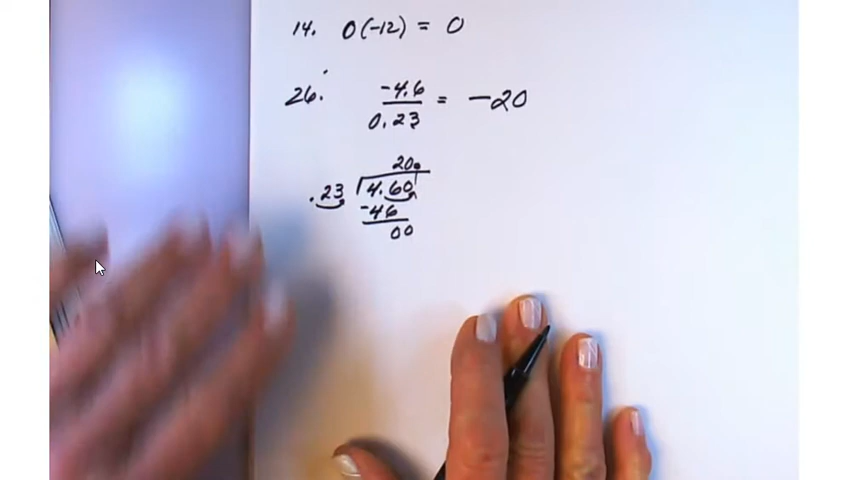 14. 0(-12) = 0
26. -4.6 / 0.23 = -20
20.
.23 4.60
-46
00